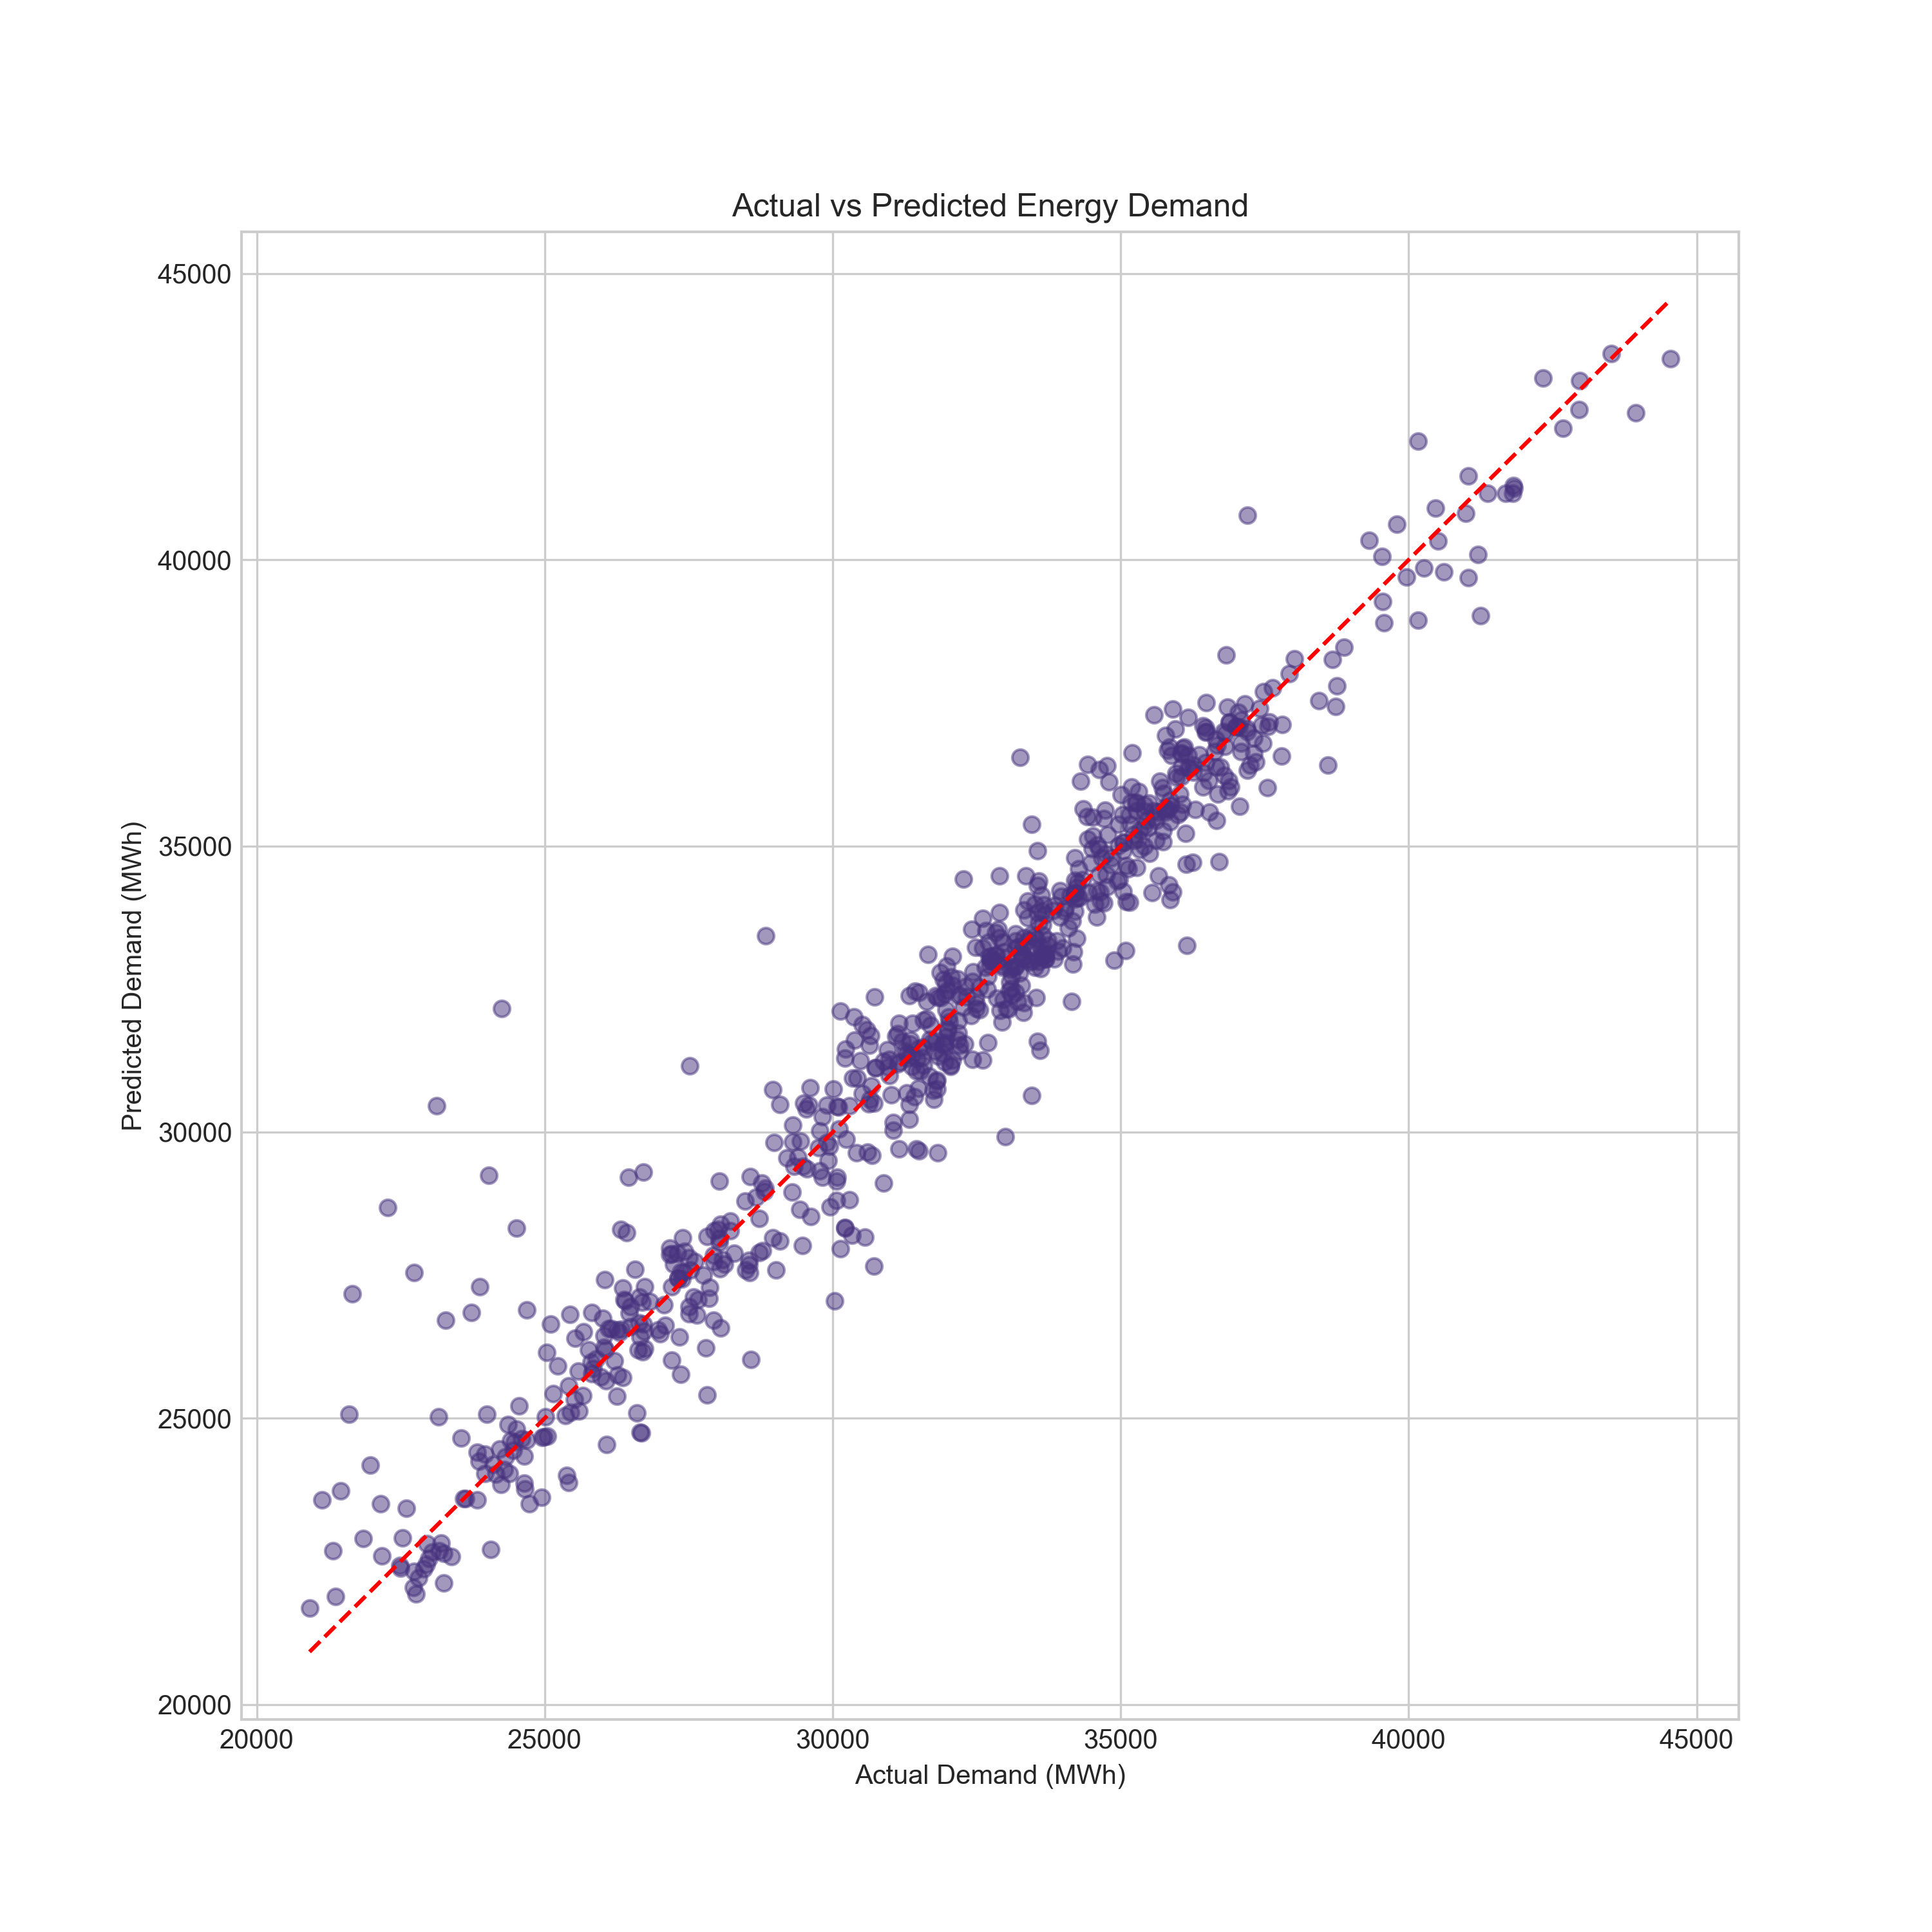 Actual vs Predicted Energy Demand
45000
40000
35000
30000
25000
20000
Predicted Demand (MWh)
20000 25000 30000 35000 40000 45000
Actual Demand (MWh)